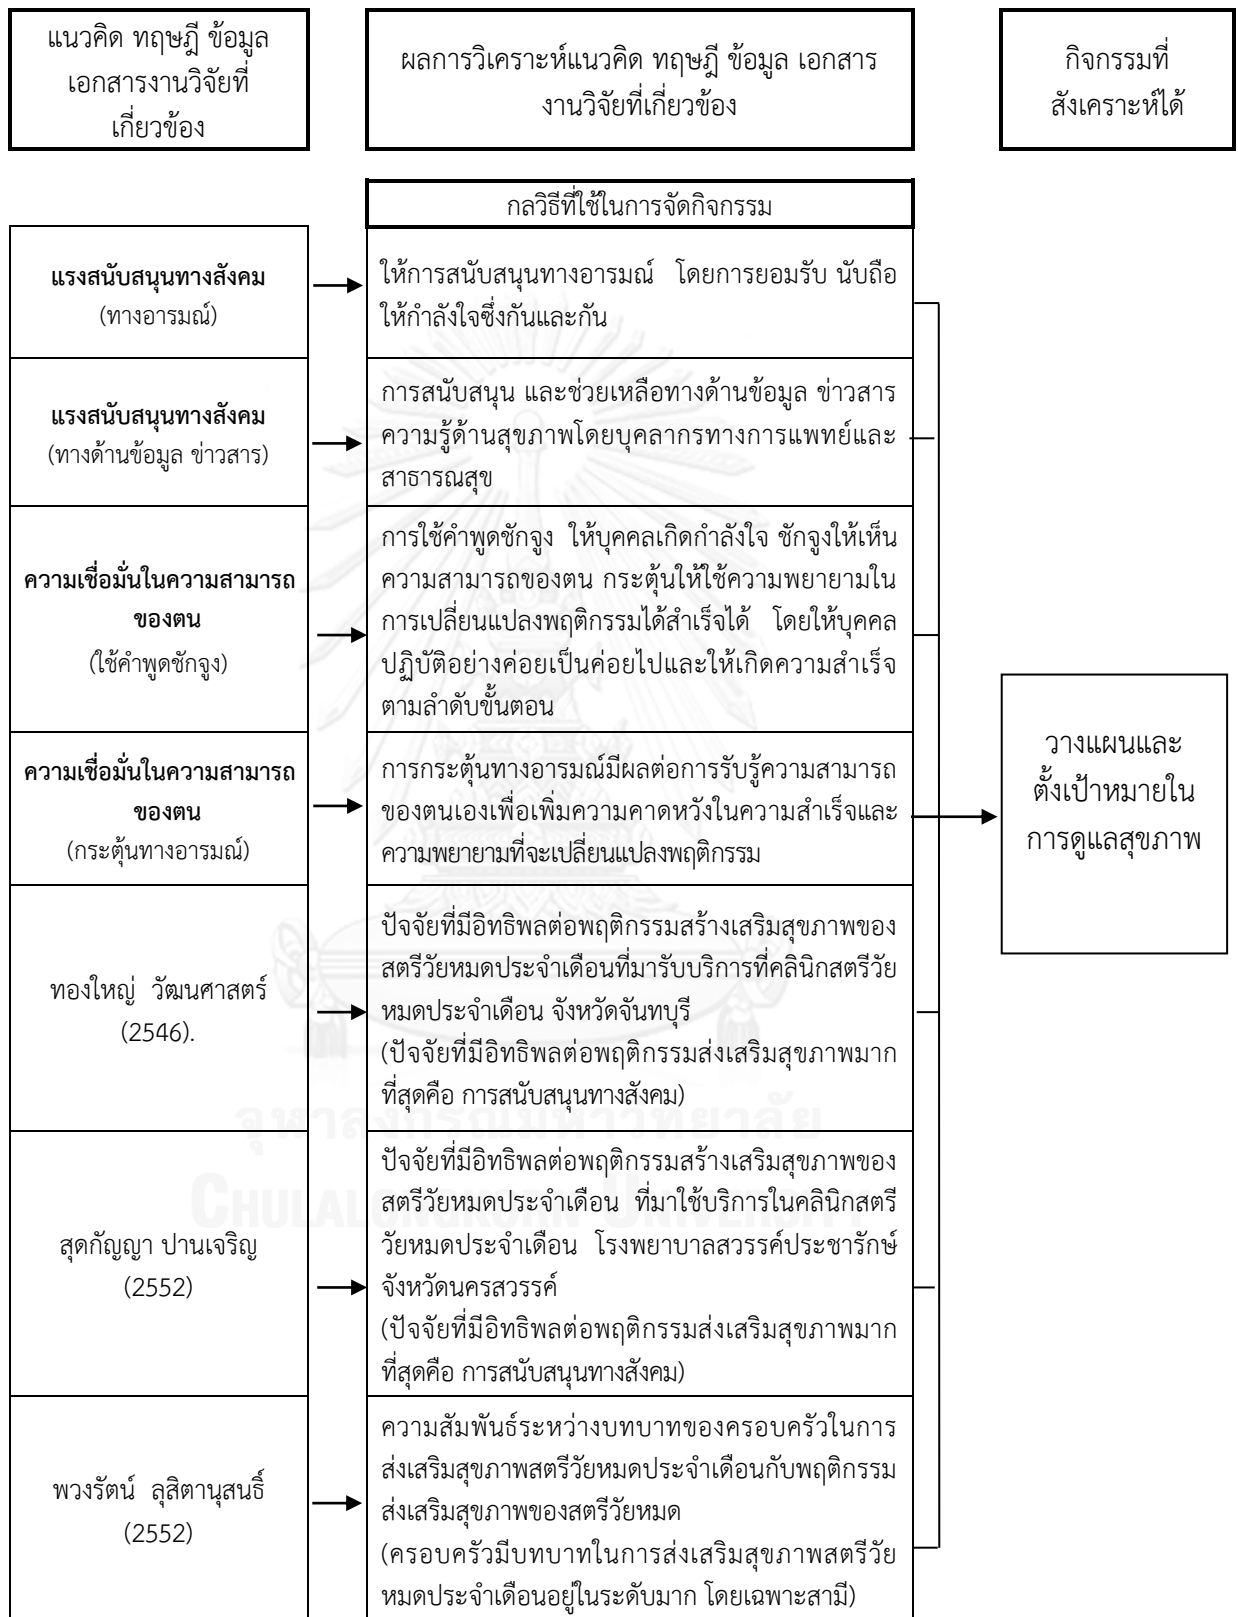 แนวคิด ทฤษฎี ข้อมูล
เอกสารงานวิจัยที่
เกี่ยวข้อง
ผลการวิเคราะห์แนวคิด ทฤษฎี ข้อมูล เอกสาร
งานวิจัยที่เกี่ยวข้อง
กิจกรรมที่
สังเคราะห์ได้
กลวิธีที่ใช้ในการจัดกิจกรรม
แรงสนับสนุนทางสังคม
(ทางอารมณ์)
ให้การสนับสนุนทางอารมณ์ โดยการยอมรับ นับถือ
ให้กำลังใจซึ่งกันและกัน
แรงสนับสนุนทางสังคม
(ทางด้านข้อมูล ข่าวสาร)
การสนับสนุน และช่วยเหลือทางด้านข้อมูล ข่าวสาร
ความรู้ด้านสุขภาพโดยบุคลากรทางการแพทย์และ
สาธารณสุข
ความเชื่อมั่นในความสามารถ
ของตน
(ใช้คำพูดชักจูง)
การใช้คำพูดชักจูง ให้บุคคลเกิดกำลังใจ ชักจูงให้เห็น
ความสามารถของตน กระตุ้นให้ใช้ความพยายามใน
การเปลี่ยนแปลงพฤติกรรมได้สำเร็จได้ โดยให้บุคคล
ปฏิบัติอย่างค่อยเป็นค่อยไปและให้เกิดความสำเร็จ
ตามลำดับขั้นตอน
ความเชื่อมั่นในความสามารถ
ของตน
(กระตุ้นทางอารมณ์)
การกระตุ้นทางอารมณ์มีผลต่อการรับรู้ความสามารถ
ของตนเองเพื่อเพิ่มความคาดหวังในความสำเร็จและ
ความพยายามที่จะเปลี่ยนแปลงพฤติกรรม
วางแผนและ
ตั้งเป้าหมายใน
การดูแลสุขภาพ
ทองใหญ่ วัฒนศาสตร์
(2546).
ปัจจัยที่มีอิทธิพลต่อพฤติกรรมสร้างเสริมสุขภาพของ
สตรีวัยหมดประจำเดือนที่มารับบริการที่คลินิกสตรีวัย
หมดประจำเดือน จังหวัดจันทบุรี
(ปัจจัยที่มีอิทธิพลต่อพฤติกรรมส่งเสริมสุขภาพมาก
ที่สุดคือ การสนับสนุนทางสังคม)
จุฬาลงกรณ์มหาวิทยาลัย
CHULALONGKORN UNIVERSITY
สุดกัญญา ปานเจริญ
(2552)
ปัจจัยที่มีอิทธิพลต่อพฤติกรรมสร้างเสริมสุขภาพของ
สตรีวัยหมดประจำเดือน ที่มาใช้บริการในคลินิกสตรี
วัยหมดประจำเดือน โรงพยาบาลสวรรค์ประชารักษ์
จังหวัดนครสวรรค์
(ปัจจัยที่มีอิทธิพลต่อพฤติกรรมส่งเสริมสุขภาพมาก
ที่สุดคือ การสนับสนุนทางสังคม)
พวงรัตน์ ลุสิตานุสนธิ์
(2552)
ความสัมพันธ์ระหว่างบทบาทของครอบครัวในการ
ส่งเสริมสุขภาพสตรีวัยหมดประจำเดือนกับพฤติกรรม
ส่งเสริมสุขภาพของสตรีวัยหมด
(ครอบครัวมีบทบาทในการส่งเสริมสุขภาพสตรีวัย
หมดประจำเดือนอยู่ในระดับมาก โดยเฉพาะสามี)